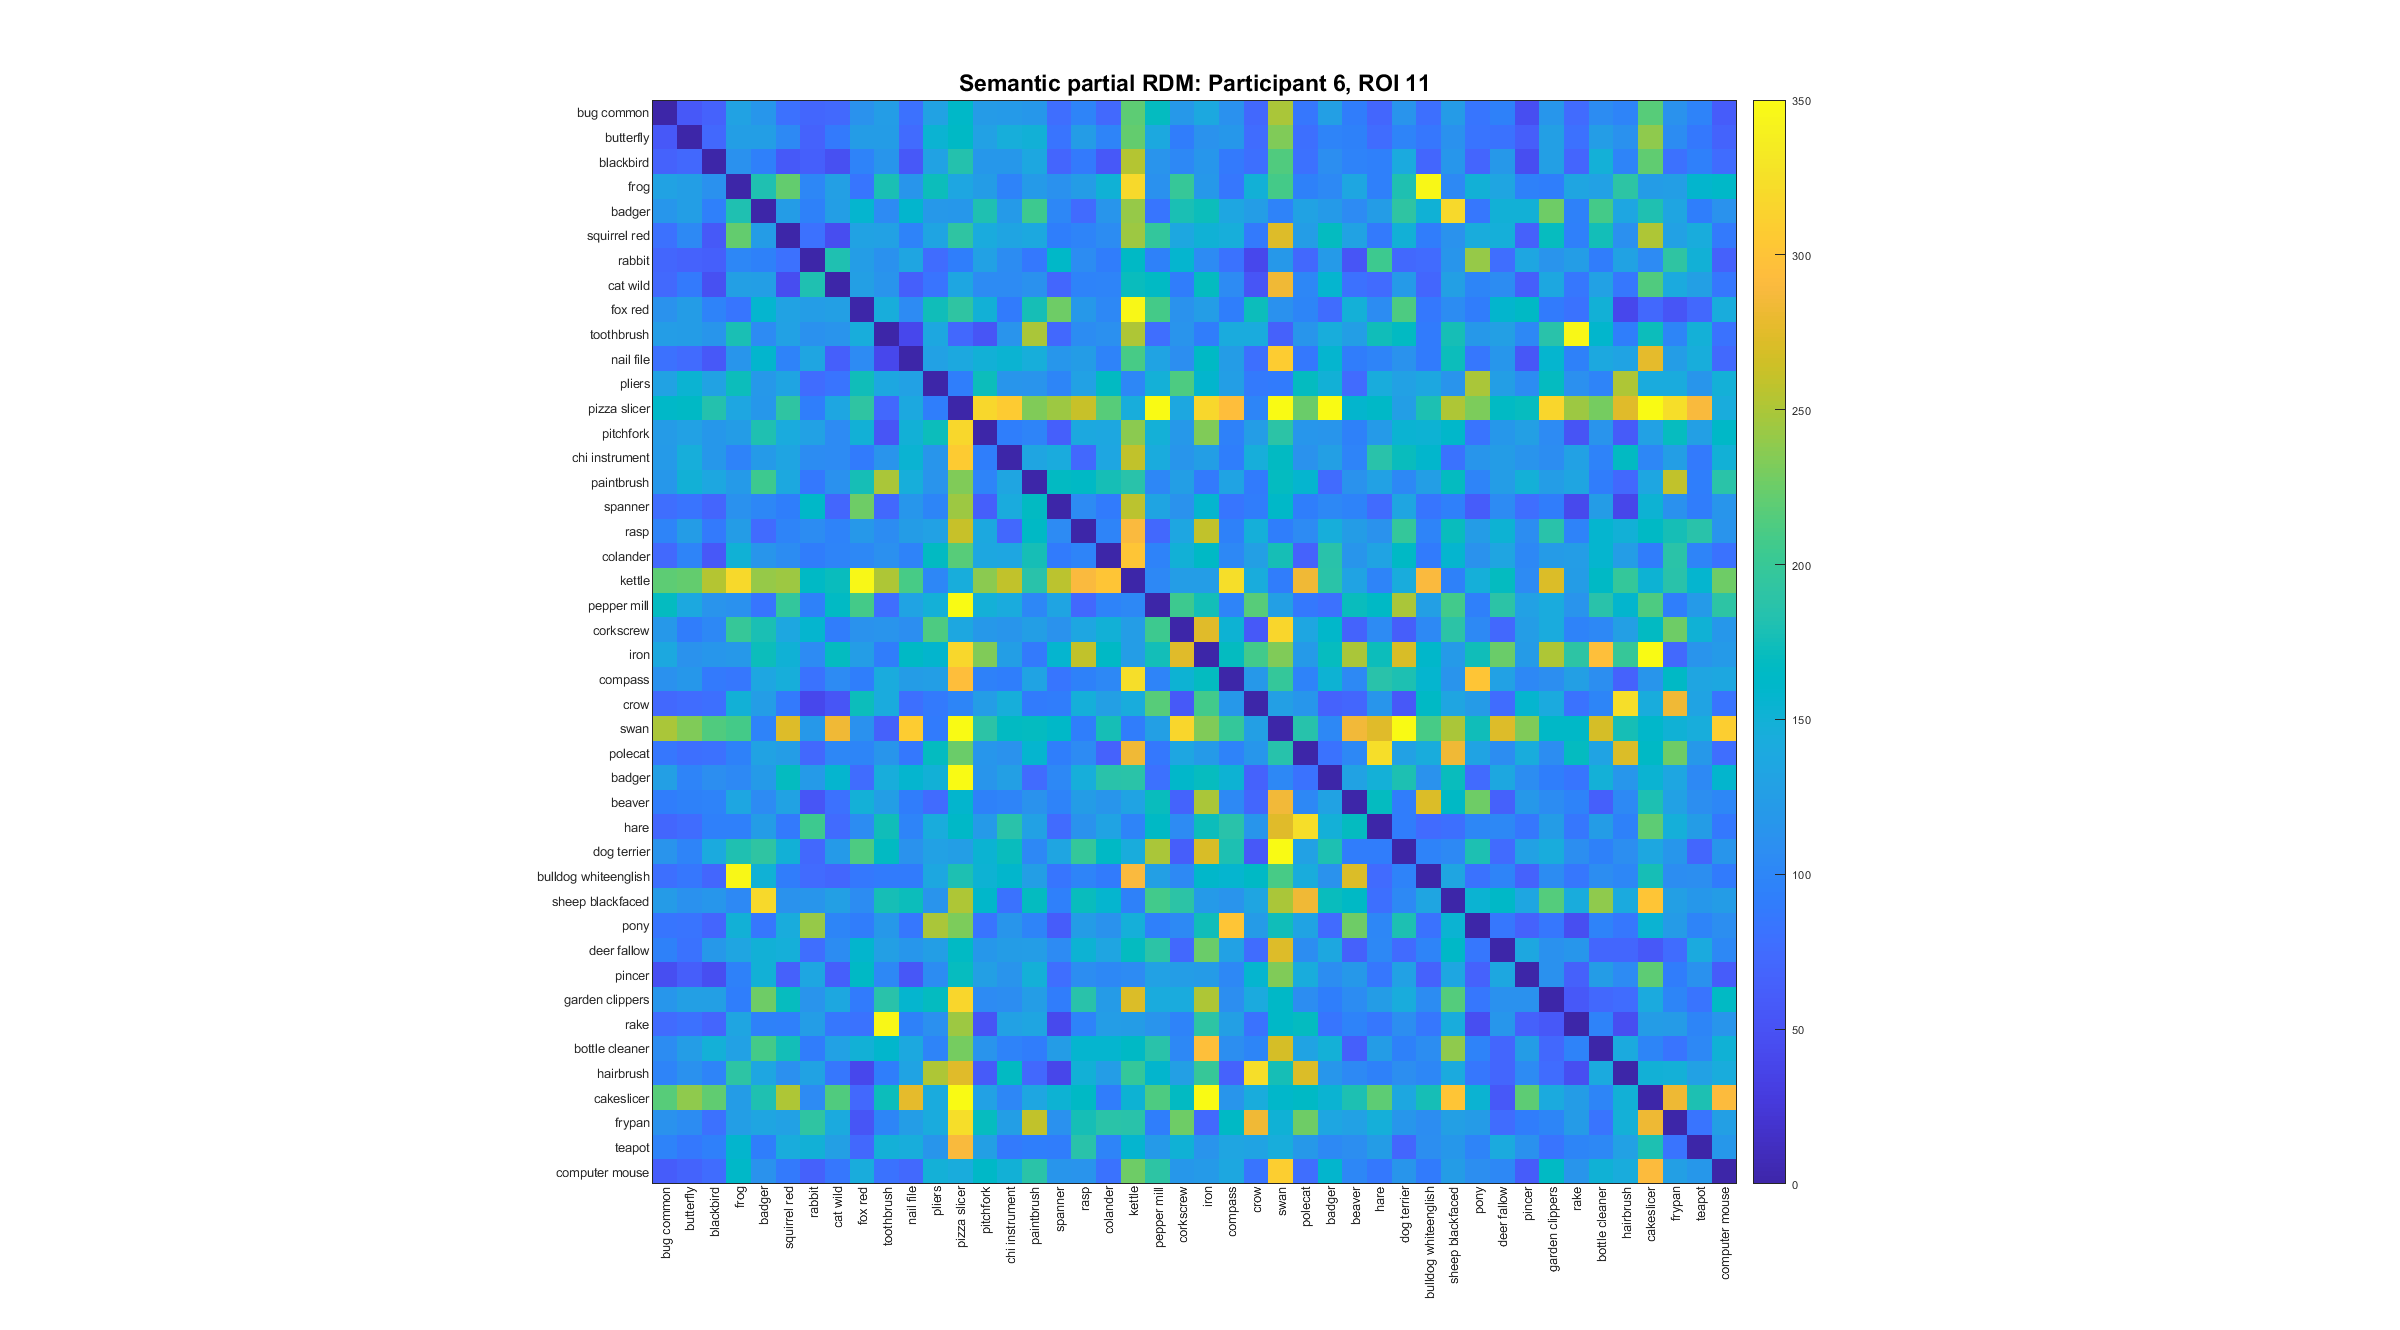 Semantic partial RDM: Participant 6, ROI 11
bug common
butterfly
blackbird
frog
badger
squirrel red
rabbit
cat wild
fox red
toothbrush
nail file
pliers
pizza slicer
pitchfork
chi instrument
paintbrush
spanner
rasp
colander
kettle
pepper mill
corkscrew
iron
compass
crow
swan
polecat
badger
beaver
hare
dog terrier
bulldog whiteenglish
sheep blackfaced
pony
deer fallow
pincer
garden clippers
rake
bottle cleaner
hairbrush
cakeslicer
frypan
teapot
computer mouse
350
300
250
200
150
100
50
0
bug common
butterfly
blackbird
frog
badger
squirrel red
rabbit
cat wild
fox red
toothbrush
nail file
pliers
pizza slicer
pitchfork
chi instrument
paintbrush
spanner
rasp
colander
kettle
pepper mill
corkscrew
iron
compass
crow
swan
polecat
badger
beaver
hare
dog terrier
bulldog whiteenglish
sheep blackfaced
pony
deer fallow
pincer
garden clippers
rake
bottle cleaner
hairbrush
cakeslicer
frypan
teapot
computer mouse